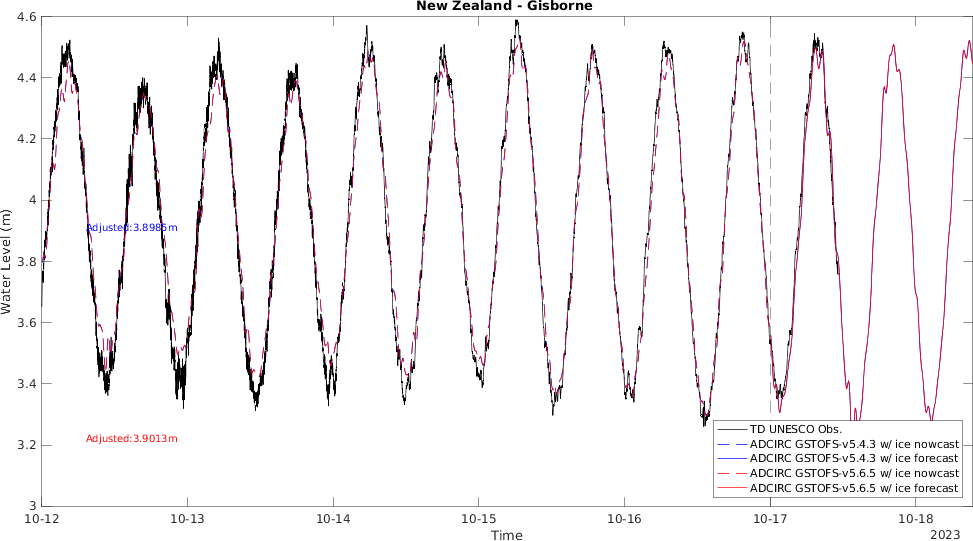 New Zealand - Gisborne
4.6
4.4
4.2
4
3.8
3.6
3.4
3.2
3
Water Level (m)
Adjusted:3.8985m
Adjusted:3.9013m
TD UNESCO Obs.
ADCIRC GSTOFS-v5.4.3 w/ ice nowcast
ADCIRC GSTOFS-v5.4.3 w/ ice forecast
ADCIRC GSTOFS-v5.6.5 w/ ice nowcast
ADCIRC GSTOFS-v5.6.5 w/ ice forecast
10-12 10-13 10-14 10-15 10-16 10-17 10-18
Time
2023